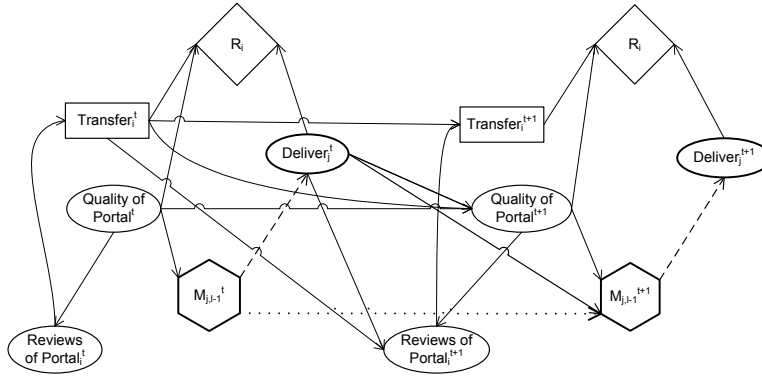 R_i
R_i
Transfer_i^t
Transfer_i^t+1
Deliver_j^t
Deliver_j^t+1
Quality of
Portal^t
Quality of
Portal^t+1
M_j,l-1^t
M_j,l-1^t+1
Reviews
of Portal_i^t
Reviews of
Portal_i^t+1